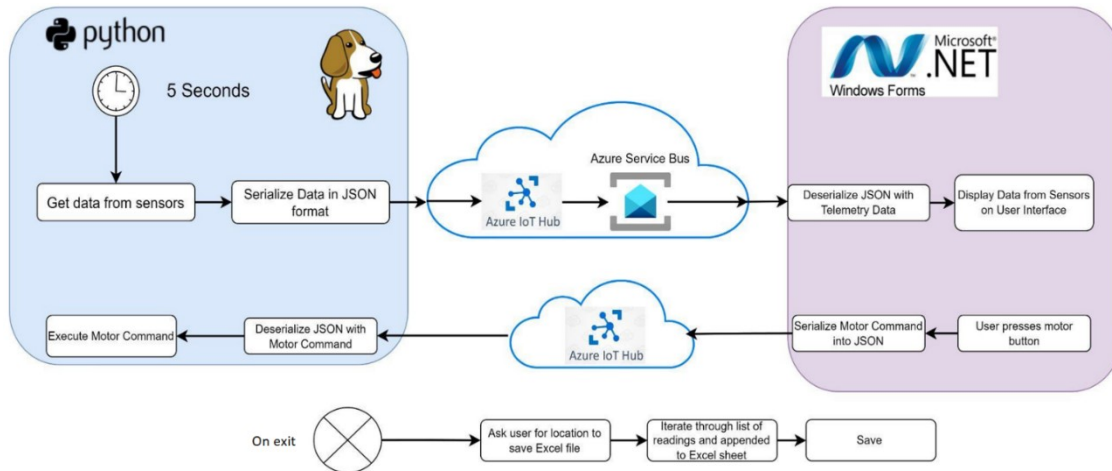 python
Microsoft®
.NET
Windows Forms
5 Seconds
Azure Service Bus
Get data from sensors
Serialize Data in JSON
format
Azure IoT Hub
Deserialize JSON with
Telemetry Data
Display Data from Sensors
on User Interface
Execute Motor Command
Deserialize JSON with
Motor Command
Azure IoT Hub
Serialize Motor Command
into JSON
User presses motor
button
On exit
Ask user for location to
save Excel file
Iterate through list of
readings and appended
to Excel sheet
Save